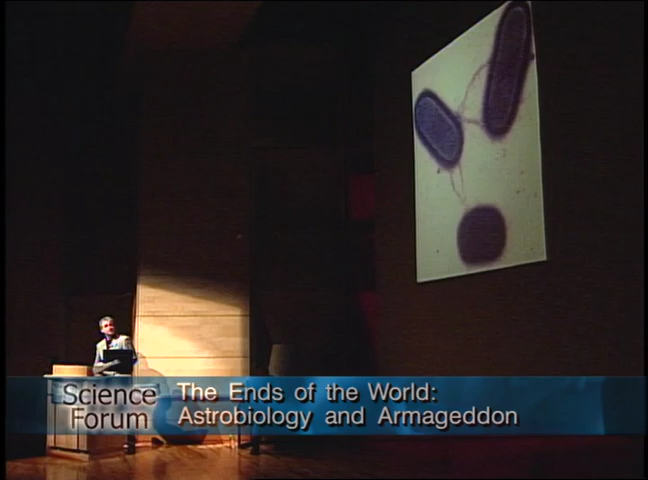 Science
Forum
The Ends of the World:
Astrobiology and Armageddon